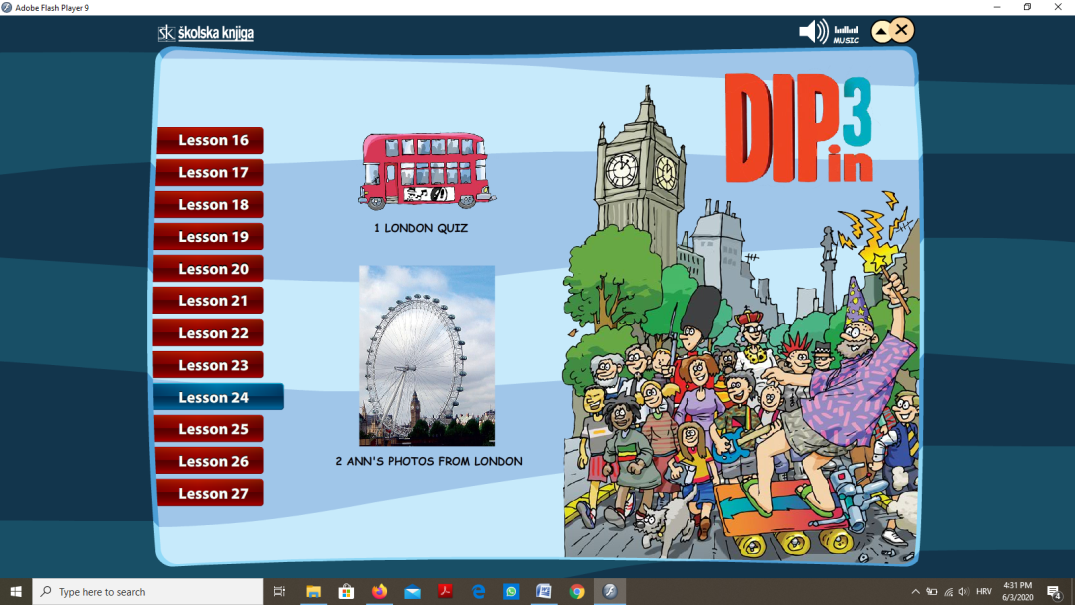 Adobe Flash Player 9
šk školska knjiga
MUSIC
DIP
in
3
Lesson 16
Lesson 17
Lesson 18
Lesson 19
Lesson 20
Lesson 21
Lesson 22
Lesson 23
Lesson 24
Lesson 25
Lesson 26
Lesson 27
1 LONDON QUIZ
2 ANN'S PHOTOS FROM LONDON
Type here to search
HRV
4:31 PM
6/3/2020
4